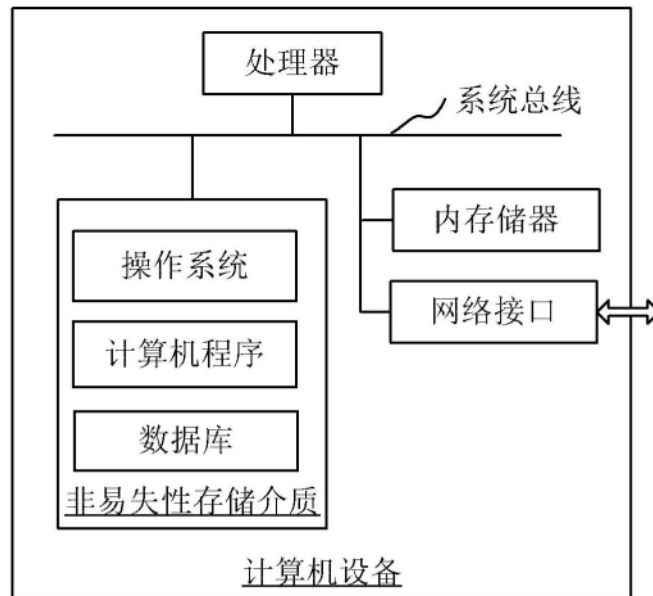 处理器
系统总线
内存储器
操作系统
网络接口
计算机程序
数据库
非易失性存储介质
计算机设备